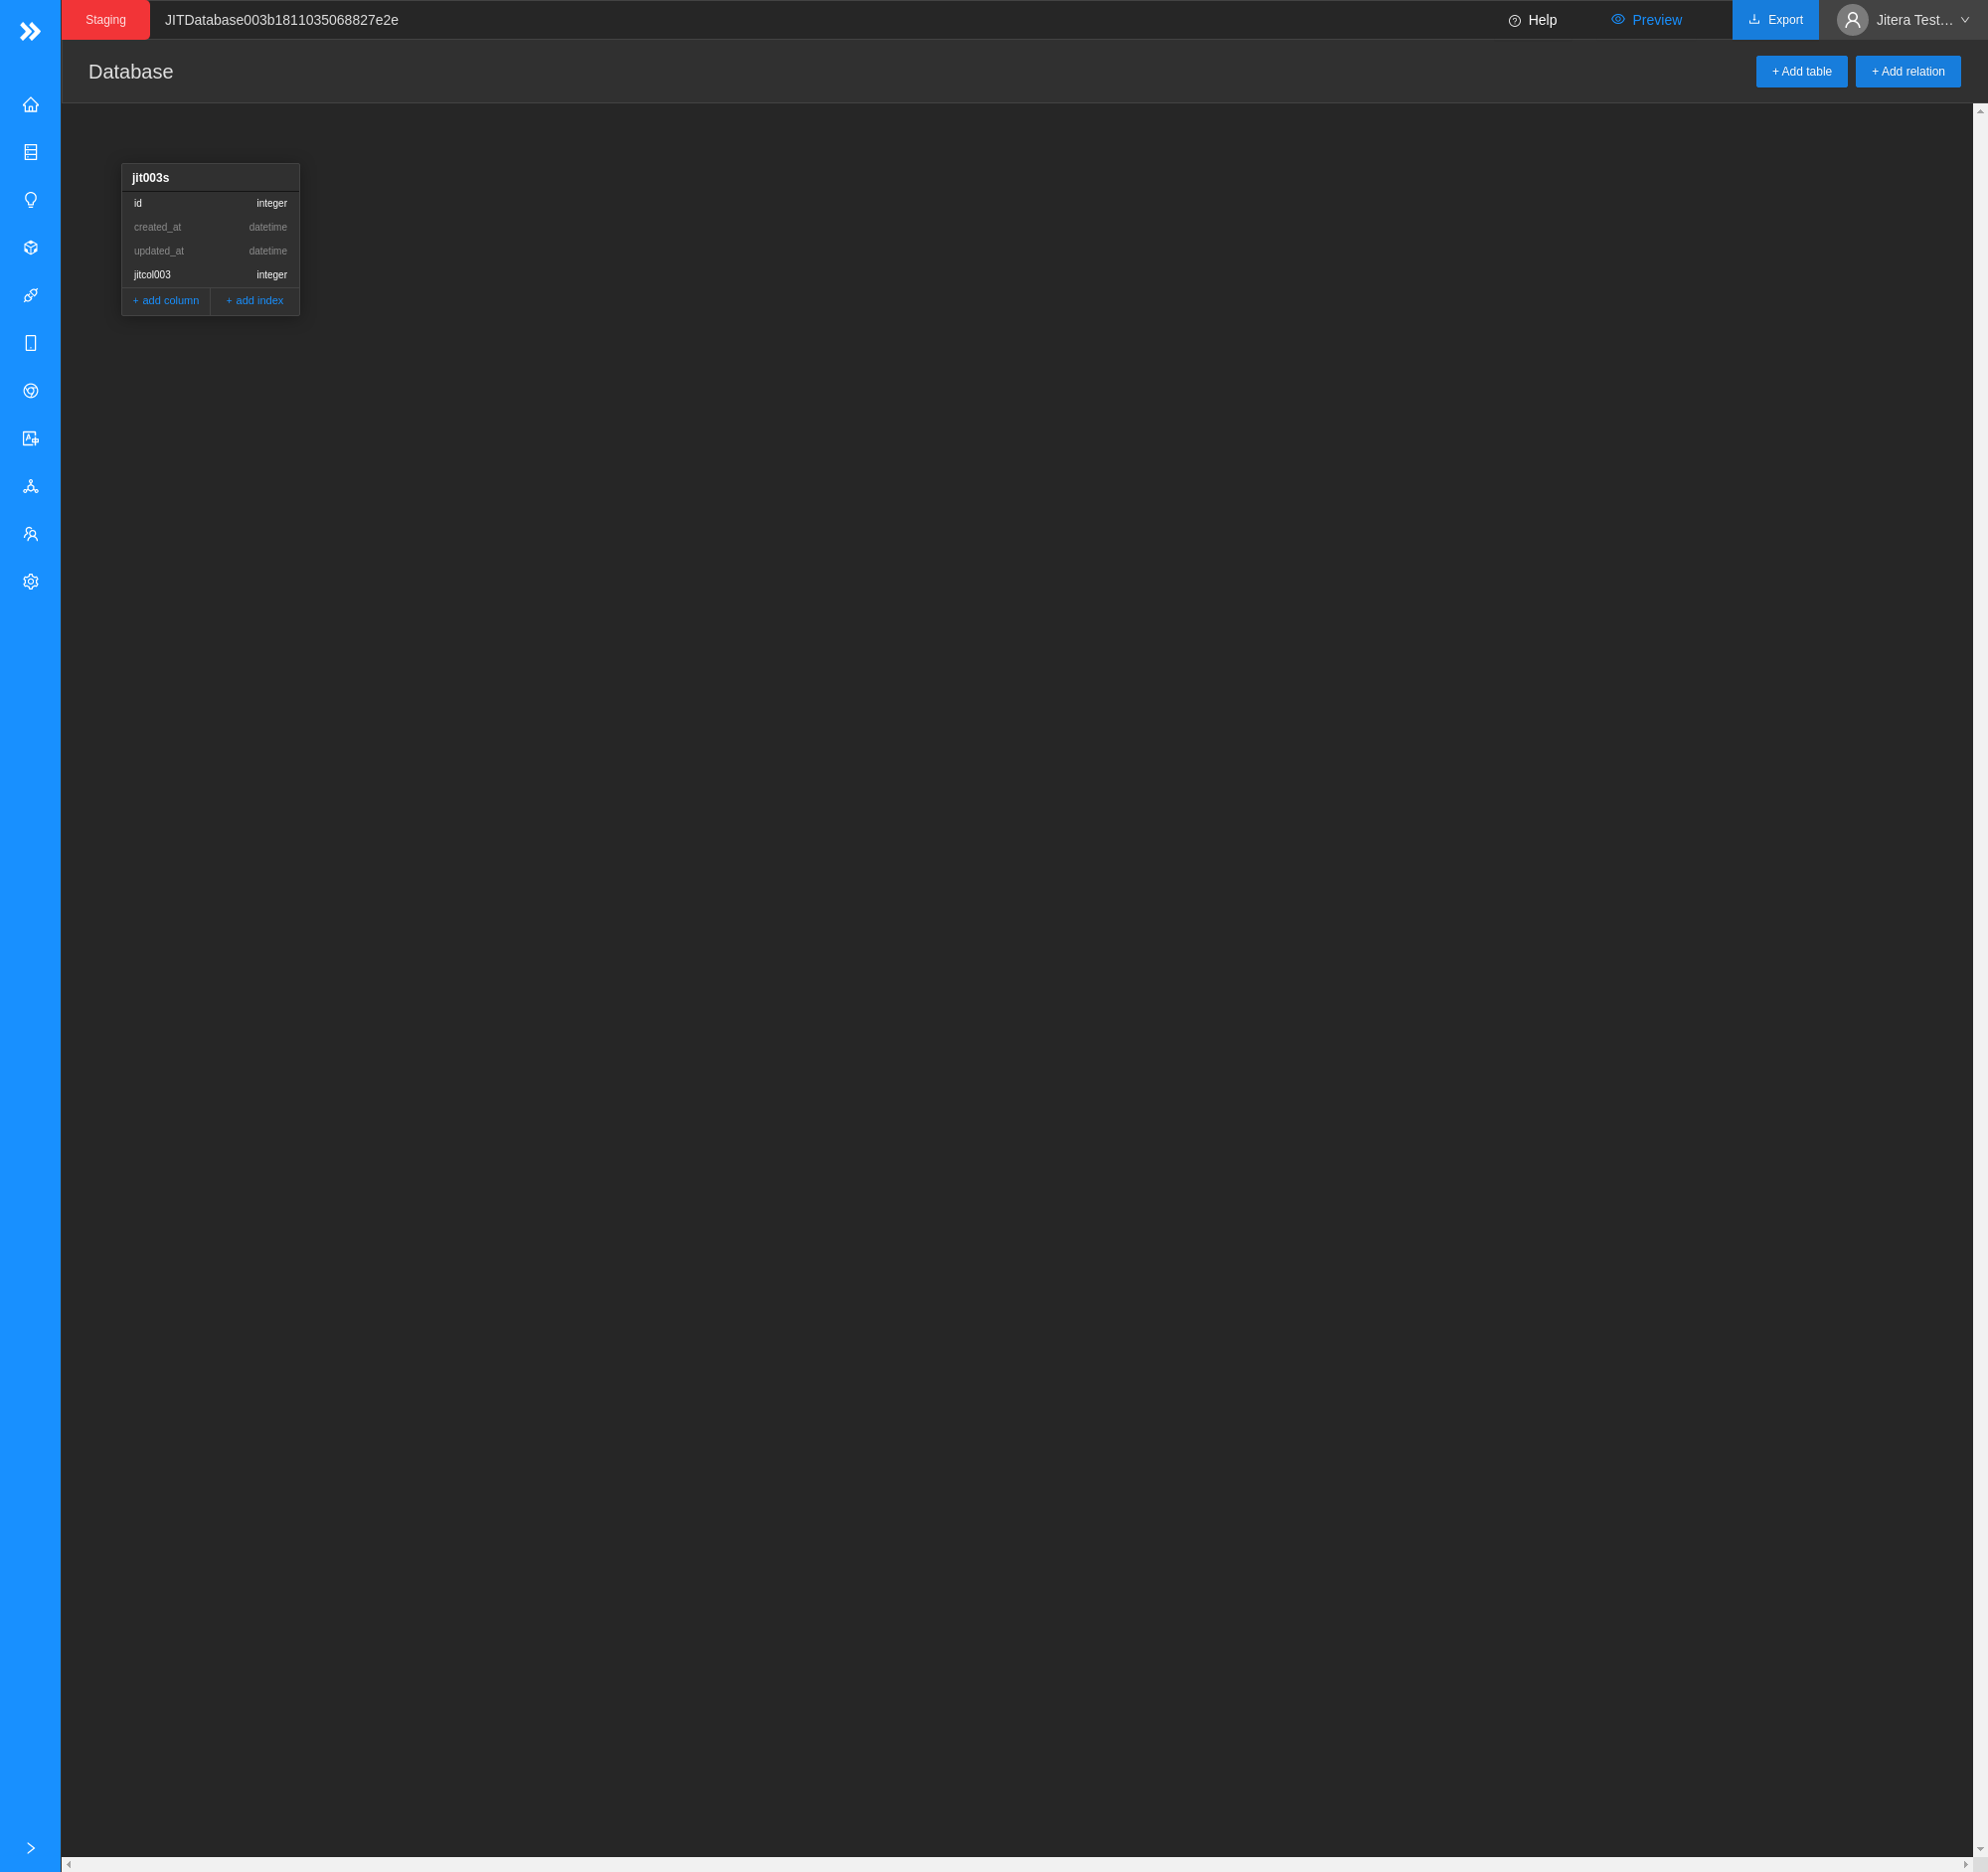 Staging JITDatabase003b1811035068827e2e Help Preview Export Jitera Test...
Database + Add table + Add relation
jit003s
id integer
created_at datetime
updated_at datetime
jitcol003 integer
+ add column + add index